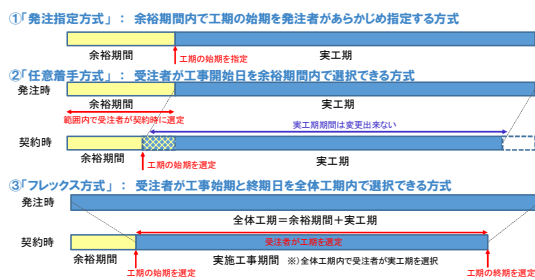 ①「発注指定方式」： 余裕期間内で工期の始期を発注者があらかじめ指定する方式
余裕期間
工期の始期を指定
実工期
②「任意着手方式」： 受注者が工事開始日を余裕期間内で選択できる方式
発注時
余裕期間
実工期
範囲内で受注者が契約時に選定
実工期期間は変更出来ない
契約時
余裕期間
工期の始期を選定
実工期
③「フレックス方式」： 受注者が工事始期と終期日を全体工期内で選択できる方式
発注時
全体工期＝余裕期間＋実工期
契約時
受注者が工期を選定
余裕期間
工期の始期を選定
実施工事期間 ※）全体工期内で受注者が実工期を選択
工期の終期を選定